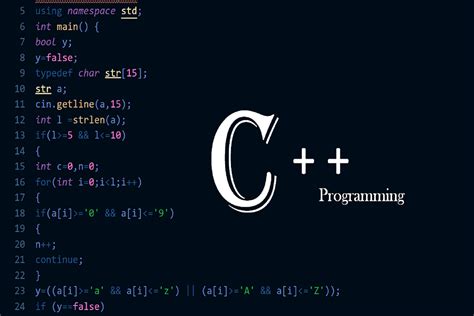 5 using namespace std;
6 int main() {
7 bool y;
8 y=false;
9 typedef char str[15];
10 str a;
11 cin.getline(a,15);
12 int l =strlen(a);
13 if(l>=5 && l<=10)
14 {
15 int c=0,n=0;
16 for(int i=0;i<l;i++)
17 {
18 if(a[i]>='0' && a[i]<='9')
19 {
20 n++;
21 continue;
22 }
23 y=((a[i]>='a' && a[i]<='z') || (a[i]>='A' && a[i]<='Z'));
24 if (y==false)
C++
Programming